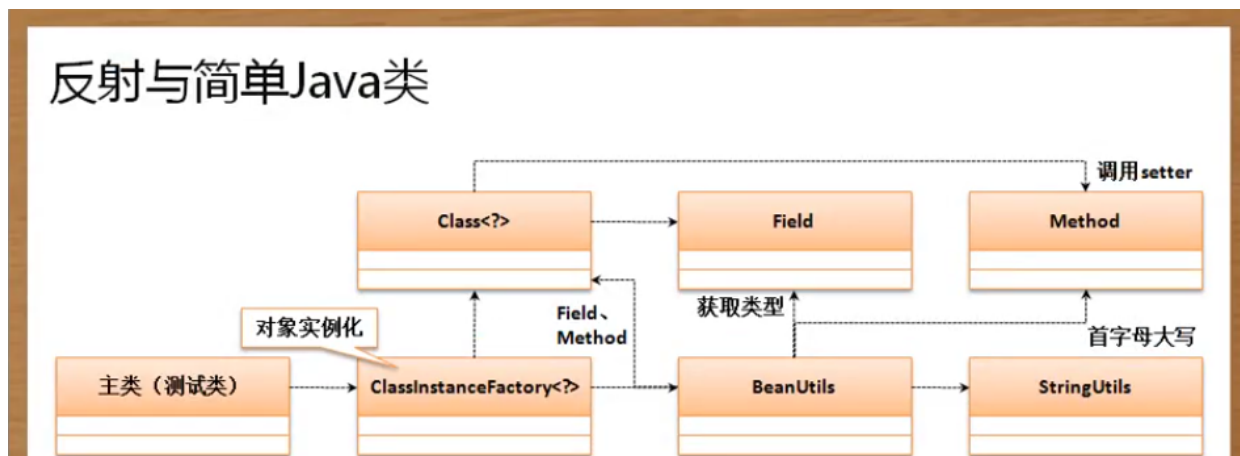 反射与简单Java类
调用setter
Class<?>
Field
Method
对象实例化
Field、
Method
获取类型
首字母大写
主类（测试类）
ClassInstanceFactory<?>
BeanUtils
StringUtils